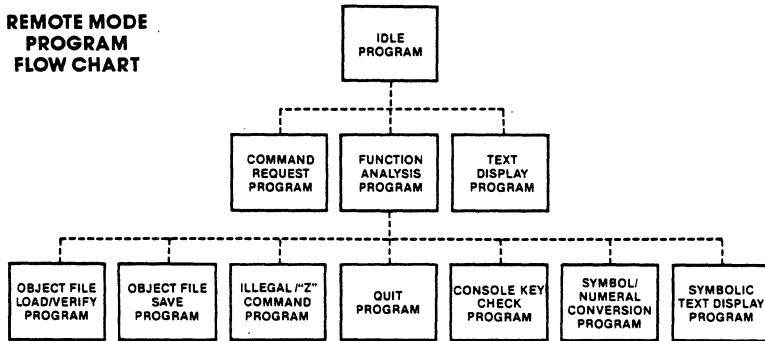 REMOTE MODE
PROGRAM
FLOW CHART
IDLE
PROGRAM
COMMAND
REQUEST
PROGRAM
FUNCTION
ANALYSIS
PROGRAM
TEXT
DISPLAY
PROGRAM
OBJECT FILE
LOAD/VERIFY
PROGRAM
OBJECT FILE
SAVE
PROGRAM
ILLEGAL/"Z"
COMMAND
PROGRAM
QUIT
PROGRAM
CONSOLE KEY
CHECK
PROGRAM
SYMBOL/
NUMERAL
CONVERSION
PROGRAM
SYMBOLIC
TEXT DISPLAY
PROGRAM